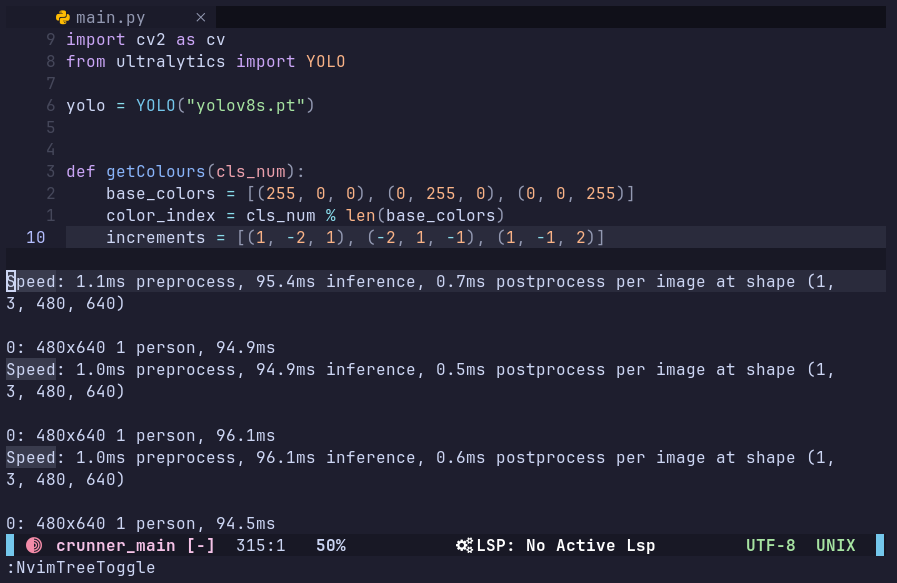 main.py ×
9 import cv2 as cv
8 from ultralytics import YOLO
7
6 yolo = YOLO("yolov8s.pt")
5
4
3 def getColours(cls_num):
2     base_colors = [(255, 0, 0), (0, 255, 0), (0, 0, 255)]
1     color_index = cls_num % len(base_colors)
10     increments = [(1, -2, 1), (-2, 1, -1), (1, -1, 2)]
Speed: 1.1ms preprocess, 95.4ms inference, 0.7ms postprocess per image at shape (1,
3, 480, 640)
0: 480x640 1 person, 94.9ms
Speed: 1.0ms preprocess, 94.9ms inference, 0.5ms postprocess per image at shape (1,
3, 480, 640)
0: 480x640 1 person, 96.1ms
Speed: 1.0ms preprocess, 96.1ms inference, 0.6ms postprocess per image at shape (1,
3, 480, 640)
0: 480x640 1 person, 94.5ms
crunner_main [-] 315:1 50% LSP: No Active Lsp UTF-8 UNIX
:NvimTreeToggle